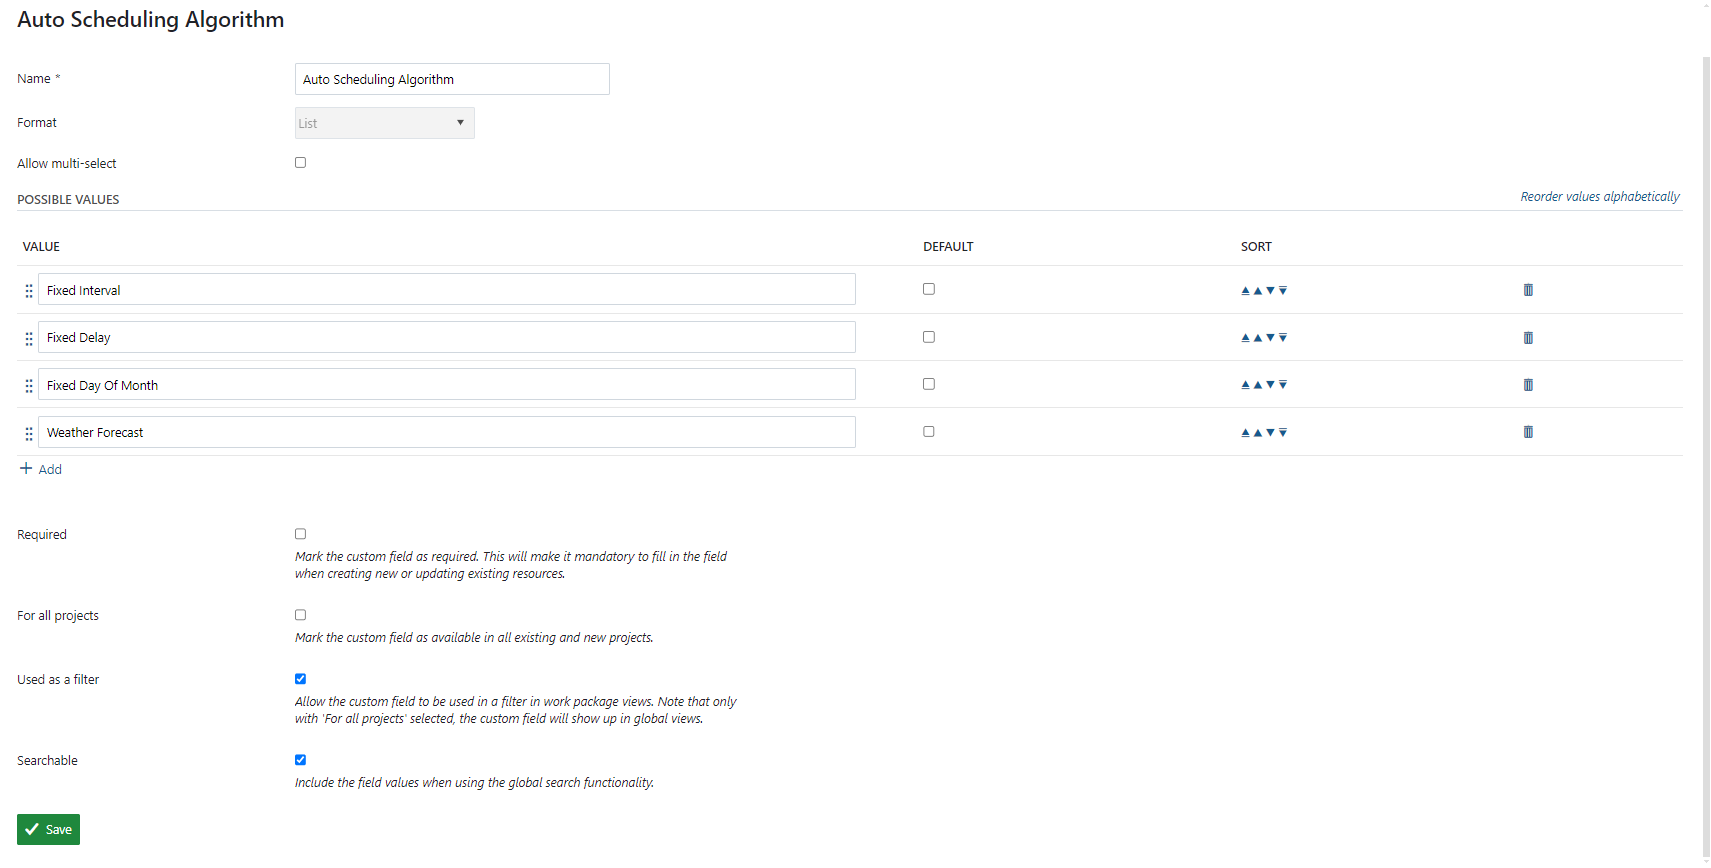 Auto Scheduling Algorithm
Name *
Auto Scheduling Algorithm
Format
List
Allow multi-select
POSSIBLE VALUES
Reorder values alphabetically
VALUE DEFAULT SORT
Fixed Interval
Fixed Delay
Fixed Day Of Month
Weather Forecast
Add
Required
Mark the custom field as required. This will make it mandatory to fill in the field
when creating new or updating existing resources.
For all projects
Mark the custom field as available in all existing and new projects.
Used as a filter
Allow the custom field to be used in a filter in work package views. Note that only
with 'For all projects' selected, the custom field will show up in global views.
Searchable
Include the field values when using the global search functionality.
Save